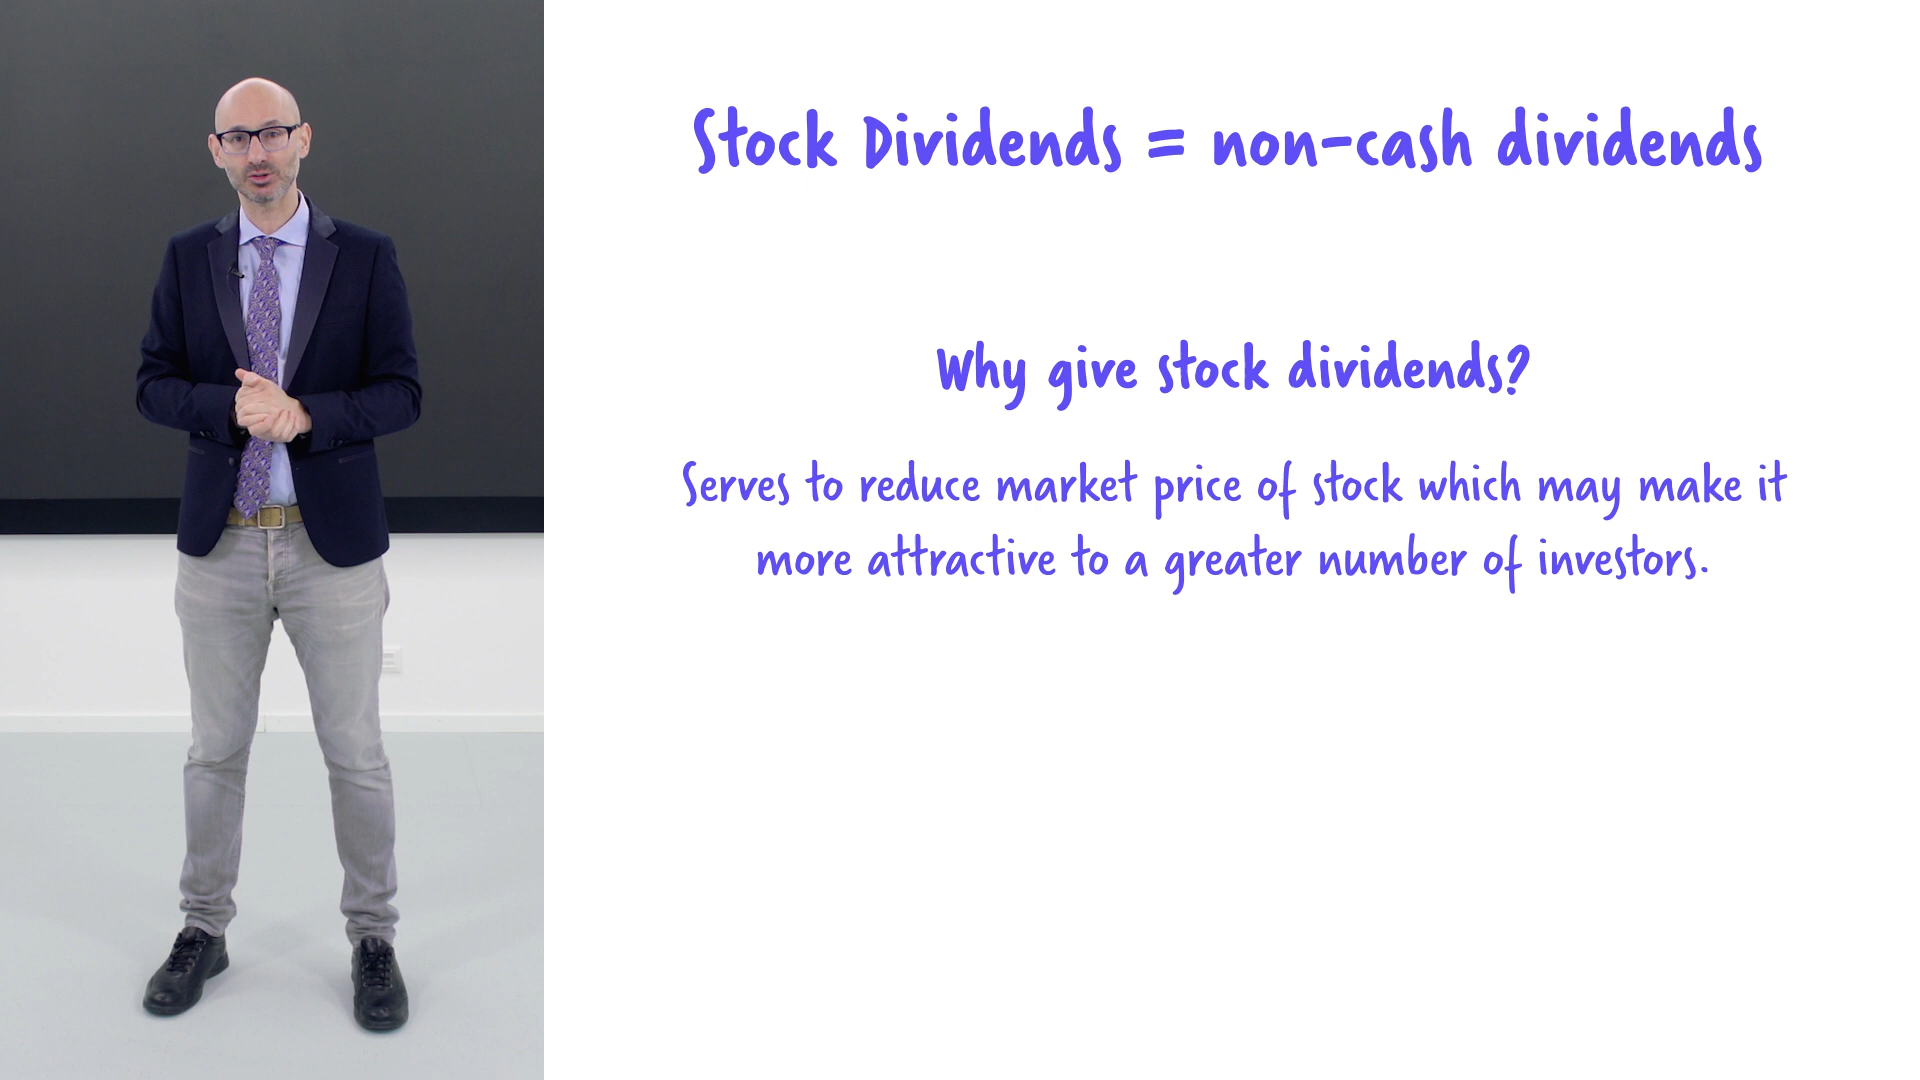 Stock Dividends = non-cash dividends
Why give stock dividends?
Serves to reduce market price of stock which may make it
more attractive to a greater number of investors.